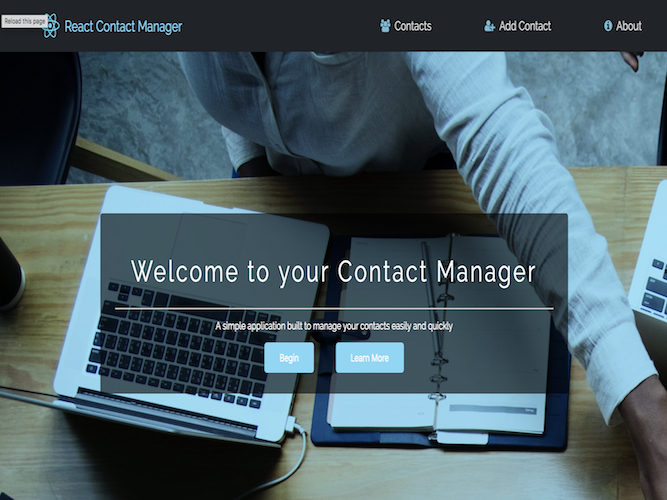 Reload this page
React Contact Manager
Contacts
Add Contact
About
Welcome to your Contact Manager
A simple application built to manage your contacts easily and quickly
Begin
Learn More